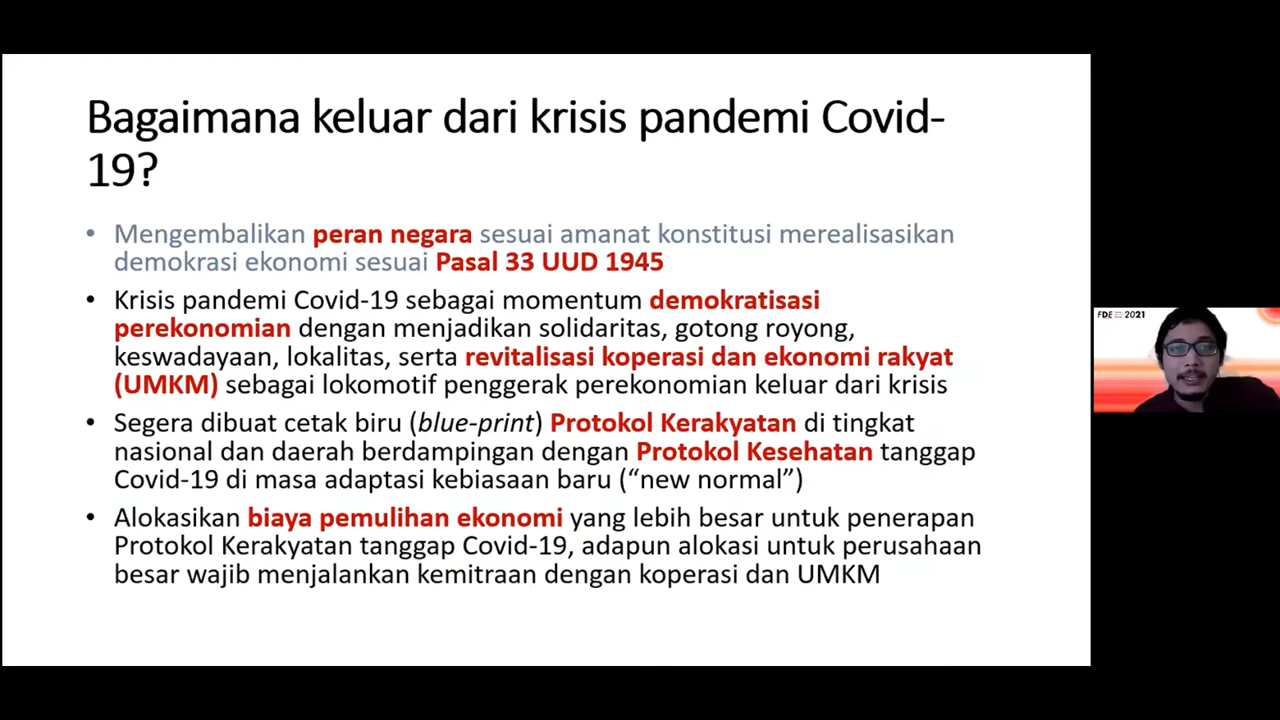 Bagaimana keluar dari krisis pandemi Covid-
19?
• Mengembalikan peran negara sesuai amanat konstitusi merealisasikan
demokrasi ekonomi sesuai Pasal 33 UUD 1945
• Krisis pandemi Covid-19 sebagai momentum demokratisasi
perekonomian dengan menjadikan solidaritas, gotong royong,
keswadayaan, lokalitas, serta revitalisasi koperasi dan ekonomi rakyat
(UMKM) sebagai lokomotif penggerak perekonomian keluar dari krisis
• Segera dibuat cetak biru (blue-print) Protokol Kerakyatan di tingkat
nasional dan daerah berdampingan dengan Protokol Kesehatan tanggap
Covid-19 di masa adaptasi kebiasaan baru (“new normal”)
• Alokasikan biaya pemulihan ekonomi yang lebih besar untuk penerapan
Protokol Kerakyatan tanggap Covid-19, adapun alokasi untuk perusahaan
besar wajib menjalankan kemitraan dengan koperasi dan UMKM
FDE 2021